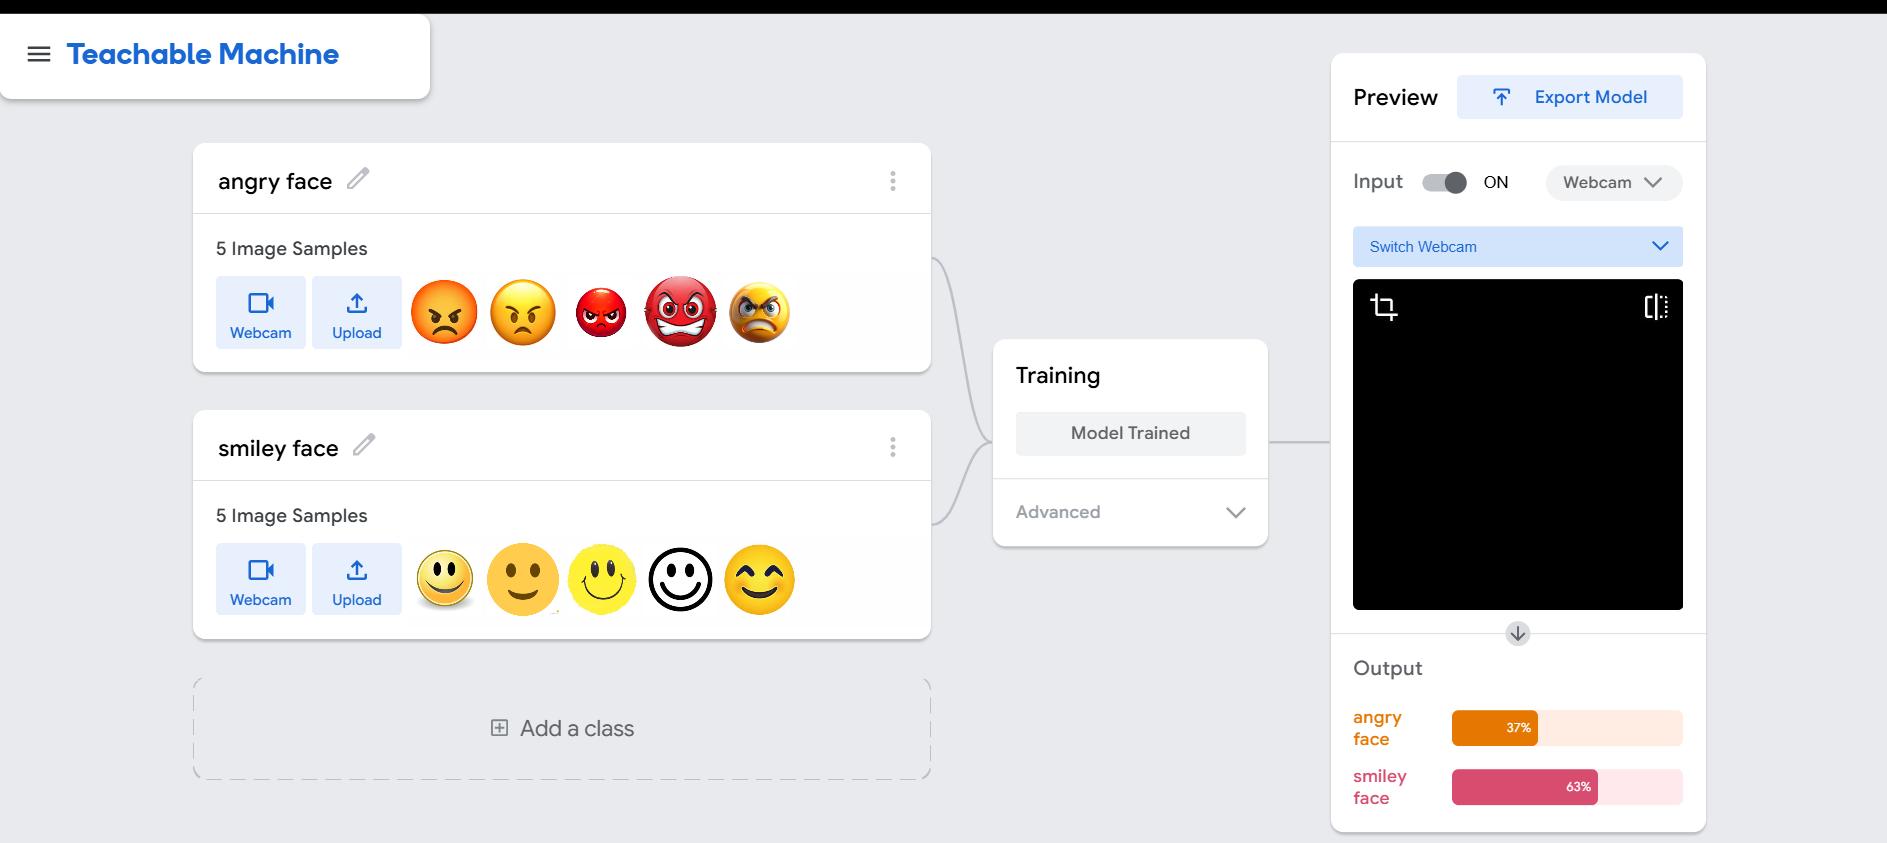 Teachable Machine
angry face
5 Image Samples
Webcam
Upload
smiley face
5 Image Samples
Webcam
Upload
Add a class
Training
Model Trained
Advanced
Preview
Export Model
Input
ON
Webcam
Switch Webcam
Output
angry
face
37%
smiley
face
63%